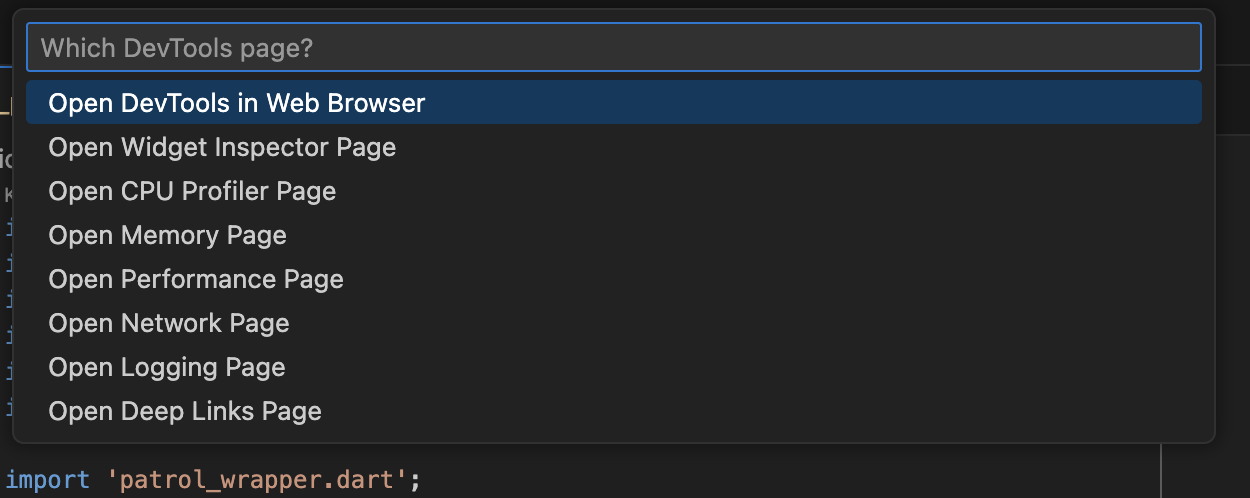 Which DevTools page?
Open DevTools in Web Browser
Open Widget Inspector Page
Open CPU Profiler Page
Open Memory Page
Open Performance Page
Open Network Page
Open Logging Page
Open Deep Links Page
import 'patrol_wrapper.dart';